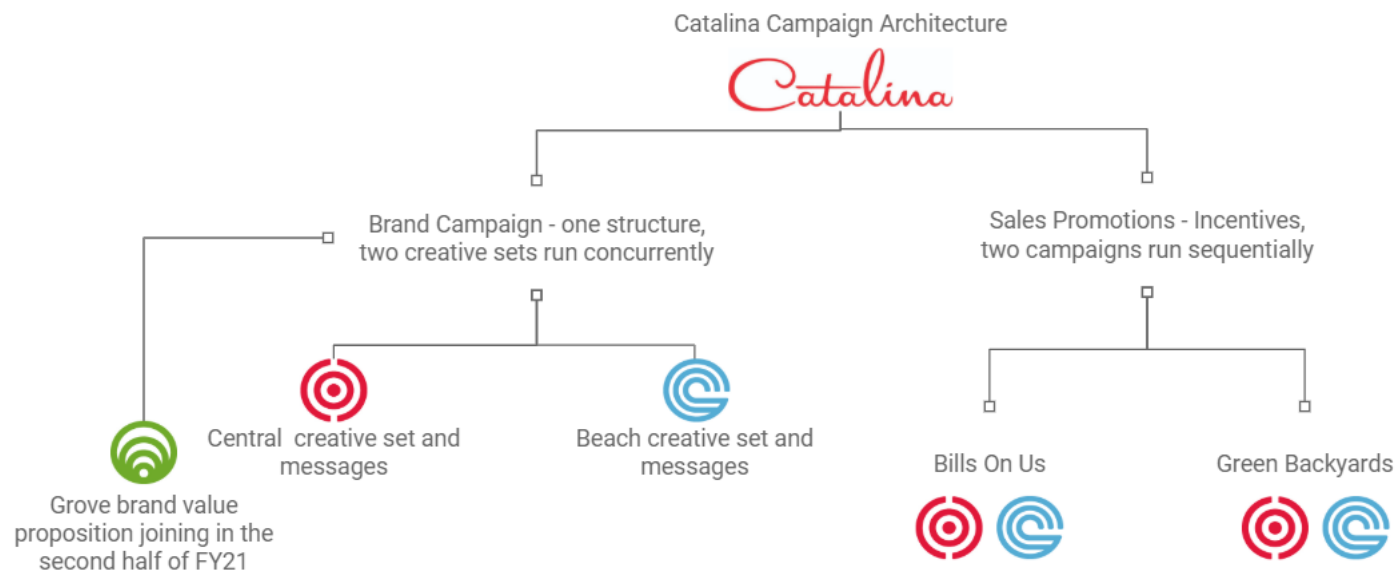 Catalina Campaign Architecture
Catalina
Brand Campaign - one structure,
two creative sets run concurrently
Sales Promotions - Incentives,
two campaigns run sequentially
Central  creative set and
messages
Beach creative set and
messages
Grove brand value
proposition joining in the
second half of FY21
Bills On Us
Green Backyards